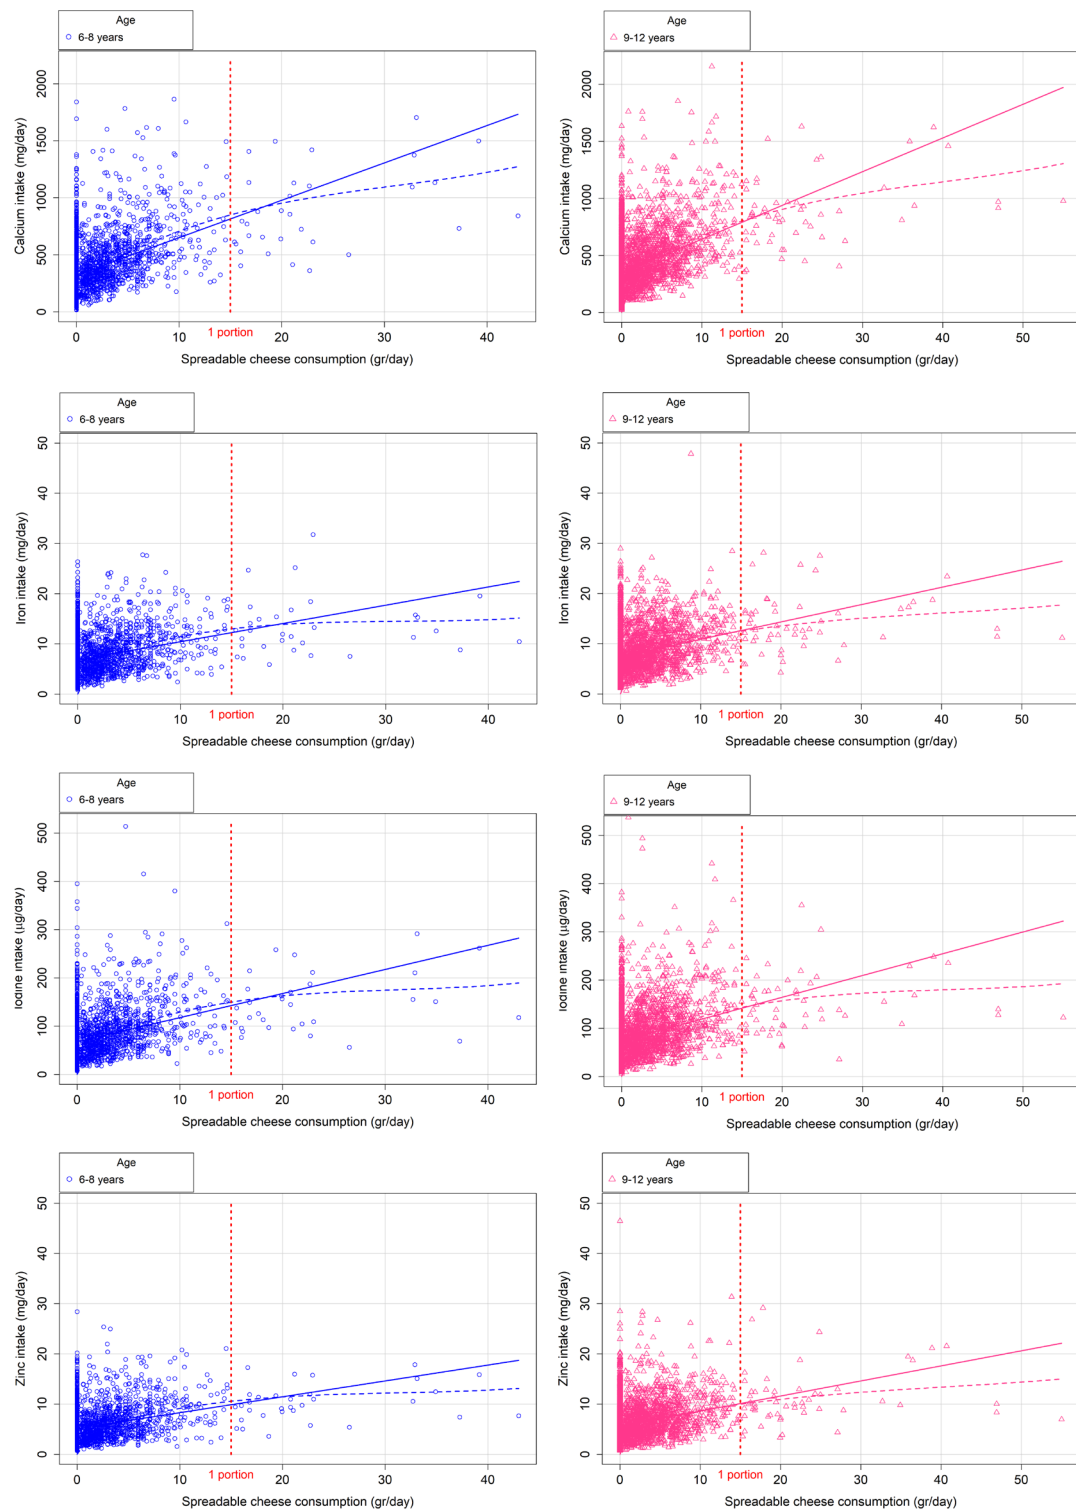 Age
6-8 years
Calcium intake (mg/day)
2000
1500
1000
500
0
0 10 20 30 40
1 portion
Spreadable cheese consumption (gr/day)
Age
9-12 years
Calcium intake (mg/day)
2000
1500
1000
500
0
0 10 20 30 40 50
1 portion
Spreadable cheese consumption (gr/day)
Age
6-8 years
Iron intake (mg/day)
50
40
30
20
10
0
0 10 20 30 40
1 portion
Spreadable cheese consumption (gr/day)
Age
9-12 years
Iron intake (mg/day)
50
40
30
20
10
0
0 10 20 30 40 50
1 portion
Spreadable cheese consumption (gr/day)
Age
6-8 years
Iodine intake (µg/day)
500
400
300
200
100
0
0 10 20 30 40
1 portion
Spreadable cheese consumption (gr/day)
Age
9-12 years
Iodine intake (µg/day)
500
400
300
200
100
0
0 10 20 30 40 50
1 portion
Spreadable cheese consumption (gr/day)
Age
6-8 years
Zinc intake (mg/day)
50
40
30
20
10
0
0 10 20 30 40
1 portion
Spreadable cheese consumption (gr/day)
Age
9-12 years
Zinc intake (mg/day)
50
40
30
20
10
0
0 10 20 30 40 50
1 portion
Spreadable cheese consumption (gr/day)